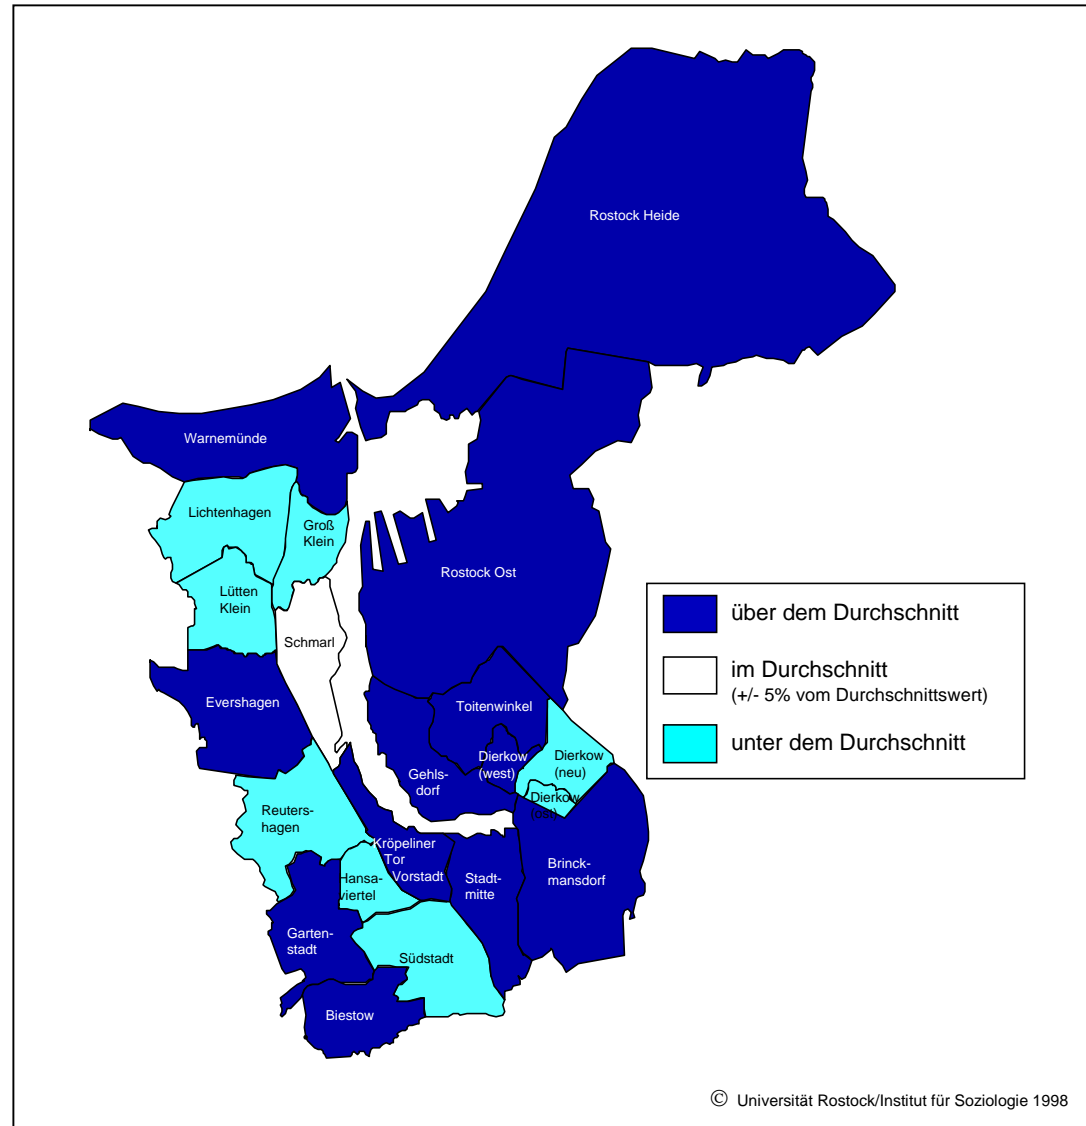 Rostock Heide
Warnemünde
Lichtenhagen
Groß
Klein
Rostock Ost
Lütten
Klein
Schmarl
über dem Durchschnitt
im Durchschnitt
(+/- 5% vom Durchschnittswert)
unter dem Durchschnitt
Evershagen
Toitenwinkel
Dierkow
(west)
Dierkow
(neu)
Gehls-
dorf
Dierkow
(ost)
Reuters-
hagen
Kröpeliner
Tor
Vorstadt
Hansa-
viertel
Stadt-
mitte
Brinck-
mansdorf
Garten-
stadt
Südstadt
Biestow
© Universität Rostock/Institut für Soziologie 1998